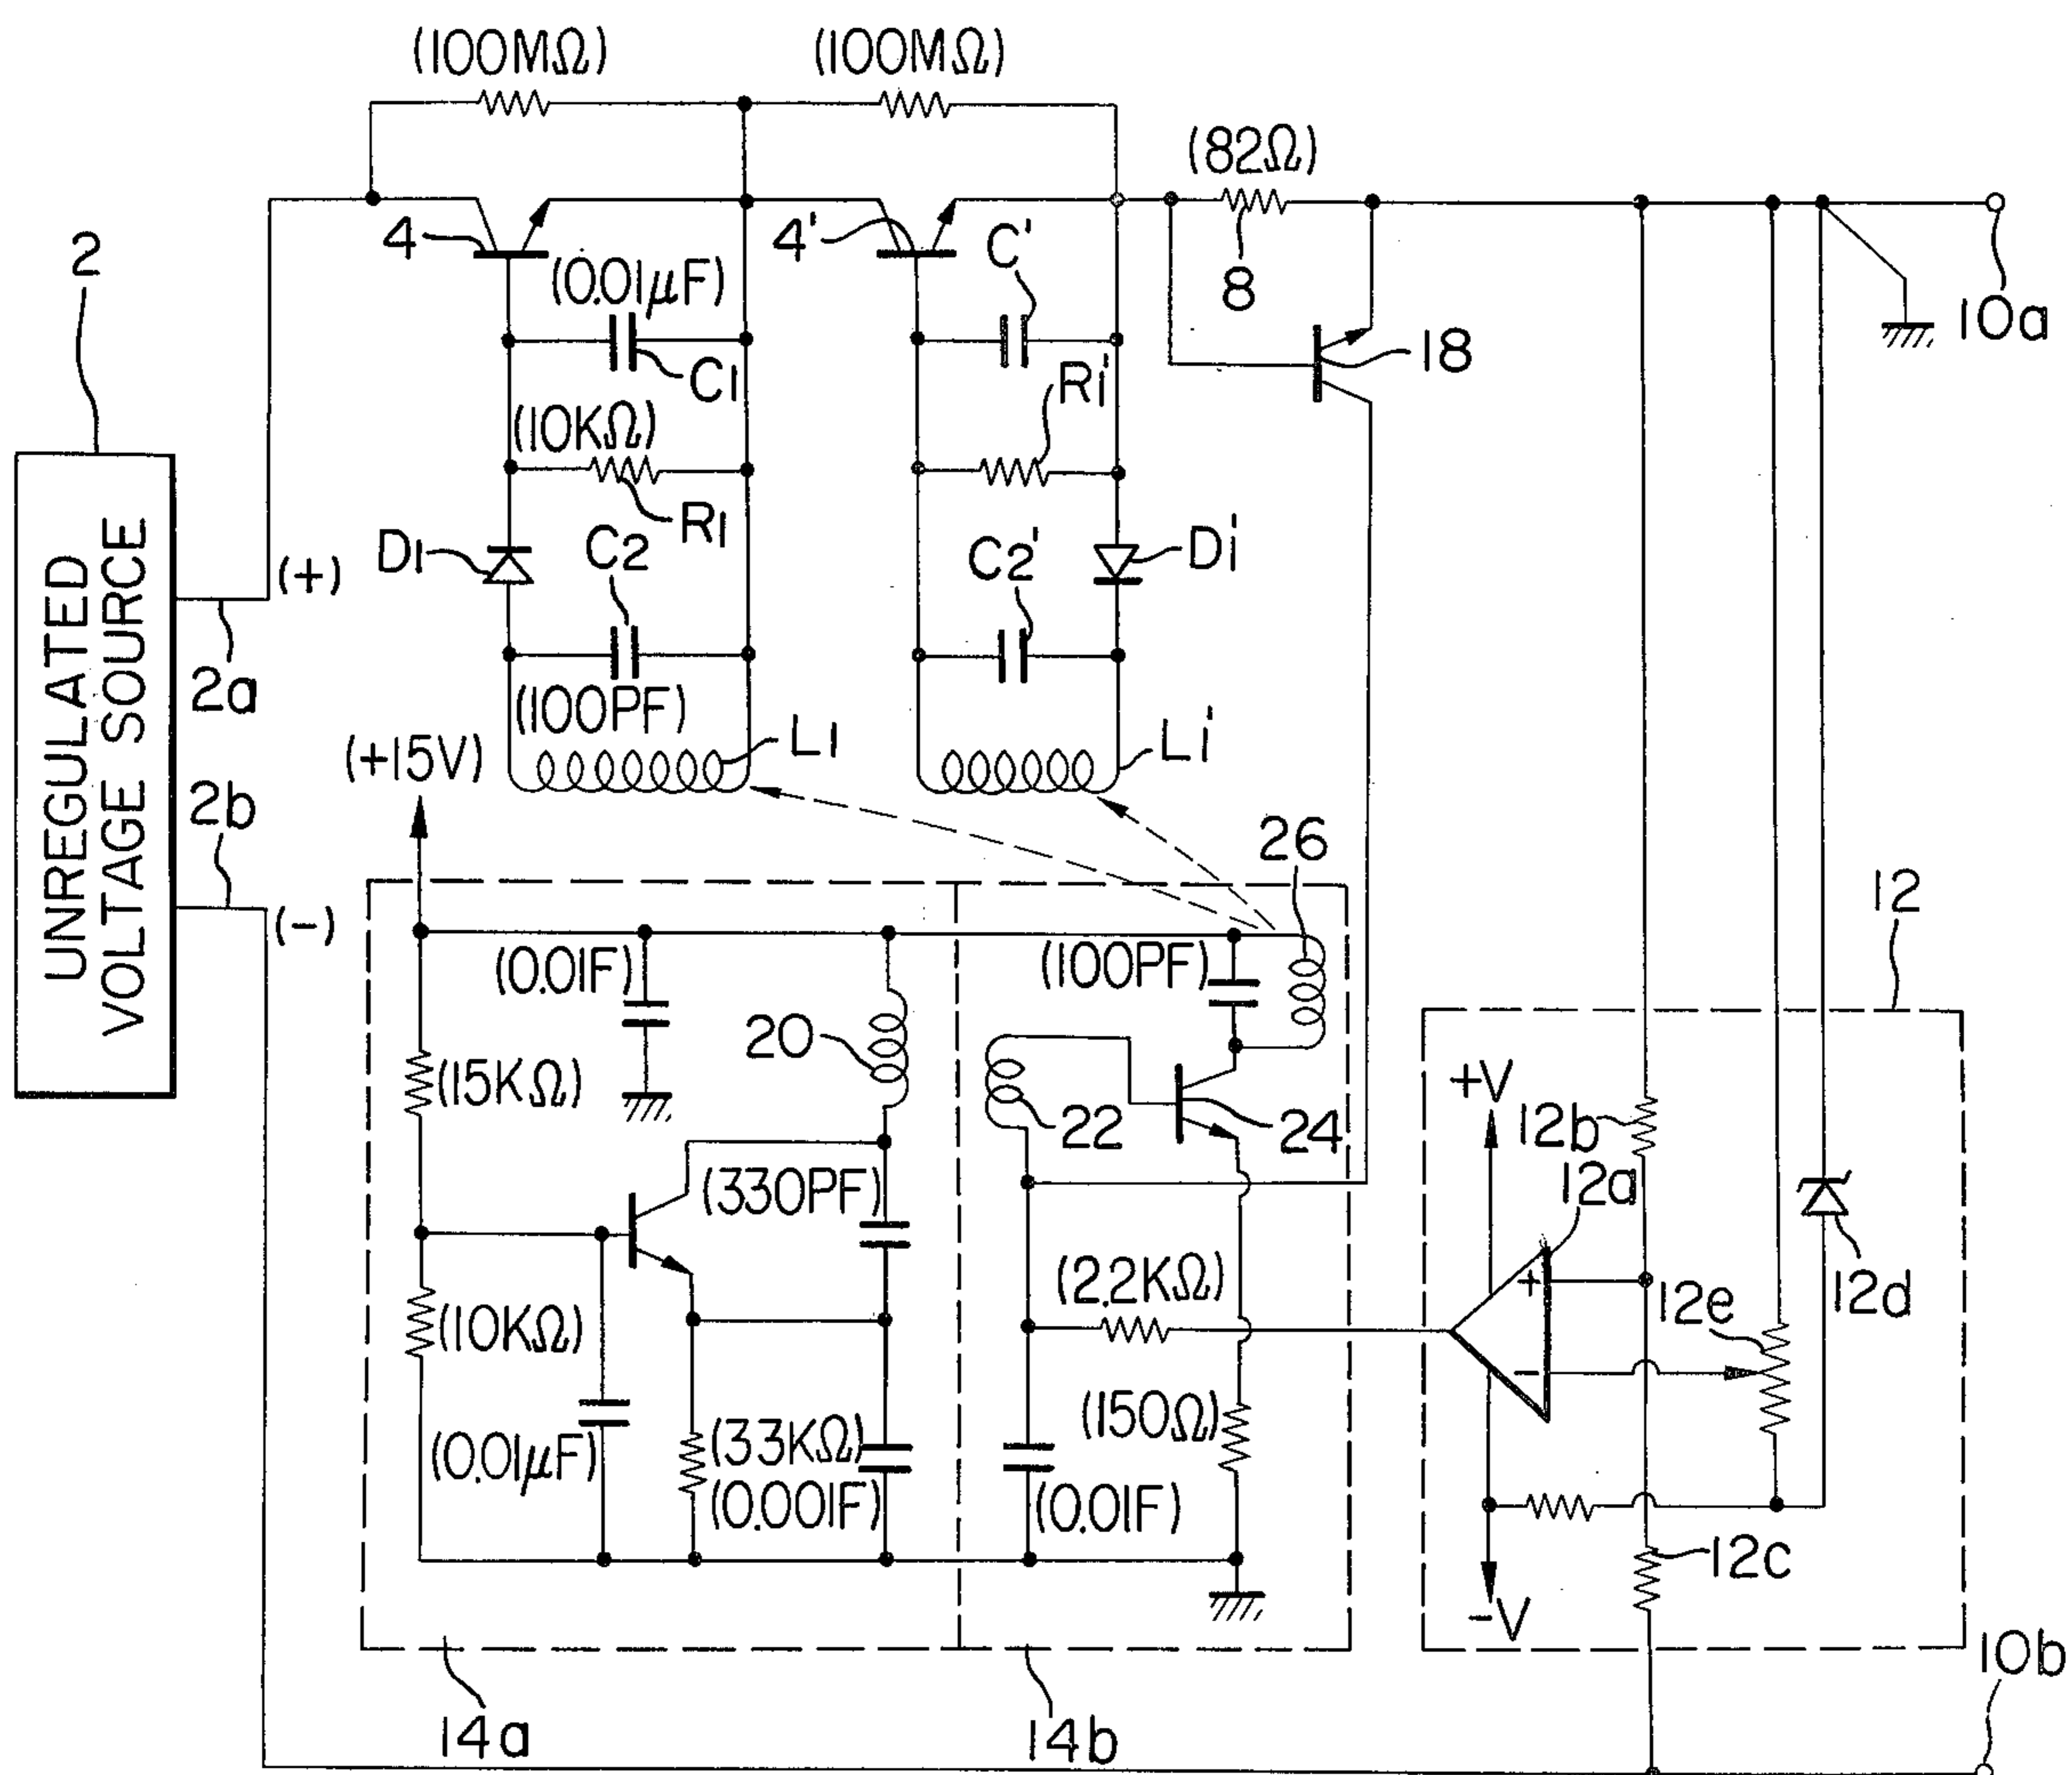 (100MΩ) (100MΩ)
(82Ω)
4
4'
C'
8
2
(0.01μF)
10a
18
C1
Ri'
(10KΩ)
R1
D1
C2
C2'
Di'
(+)
UNREGULATED
VOLTAGE SOURCE
2a
(100PF)
L1
Li'
(+15V)
2b
26
12
(-)
(0.01F)
(100PF)
20
(15KΩ)
22
24
+V
12b
12a
(330PF)
+
12e
12d
(2.2KΩ)
(10KΩ)
-
(150Ω)
(33KΩ)
(0.01μF)
(0.001F)
(0.01F)
12c
-V
10b
14a
14b